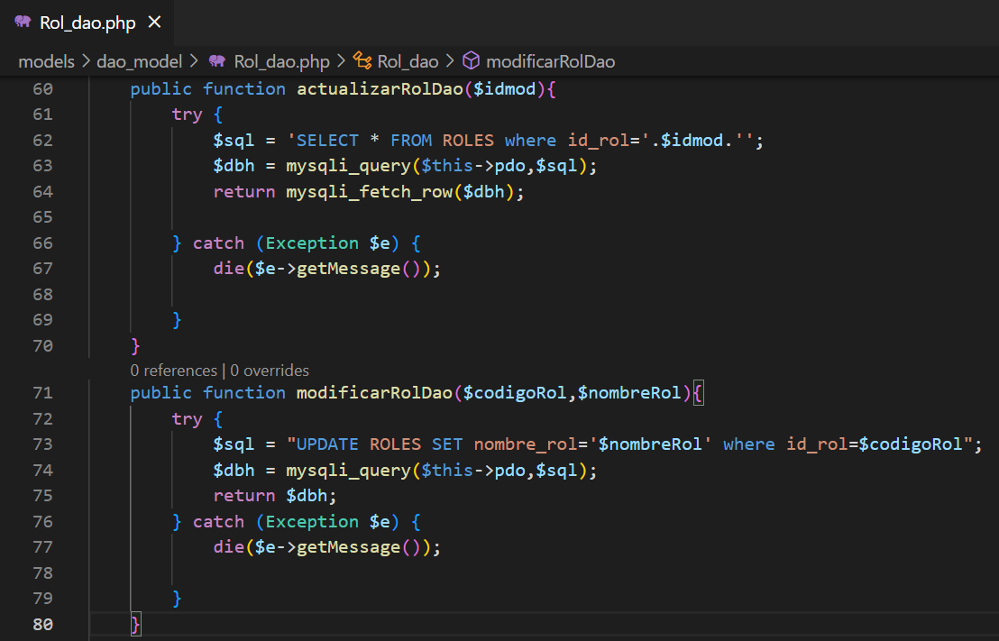 Rol_dao.php ×
models > dao_model > Rol_dao.php > Rol_dao > modificarRolDao
60 public function actualizarRolDao($idmod){
61 try {
62 $sql = 'SELECT * FROM ROLES where id_rol='.$idmod.'';
63 $dbh = mysqli_query($this->pdo,$sql);
64 return mysqli_fetch_row($dbh);
65
66 } catch (Exception $e) {
67 die($e->getMessage());
68
69 }
70 }
0 references | 0 overrides
71 public function modificarRolDao($codigoRol,$nombreRol){
72 try {
73 $sql = "UPDATE ROLES SET nombre_rol='$nombreRol' where id_rol=$codigoRol";
74 $dbh = mysqli_query($this->pdo,$sql);
75 return $dbh;
76 } catch (Exception $e) {
77 die($e->getMessage());
78
79 }
80 }